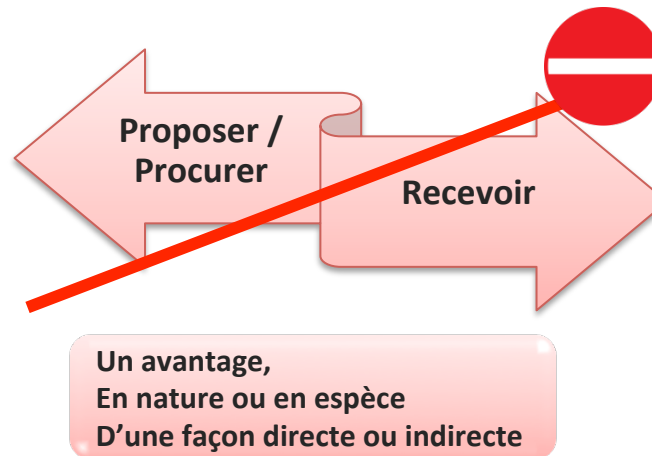 Proposer /
Procurer
Recevoir
Un avantage,
En nature ou en espèce
D’une façon directe ou indirecte